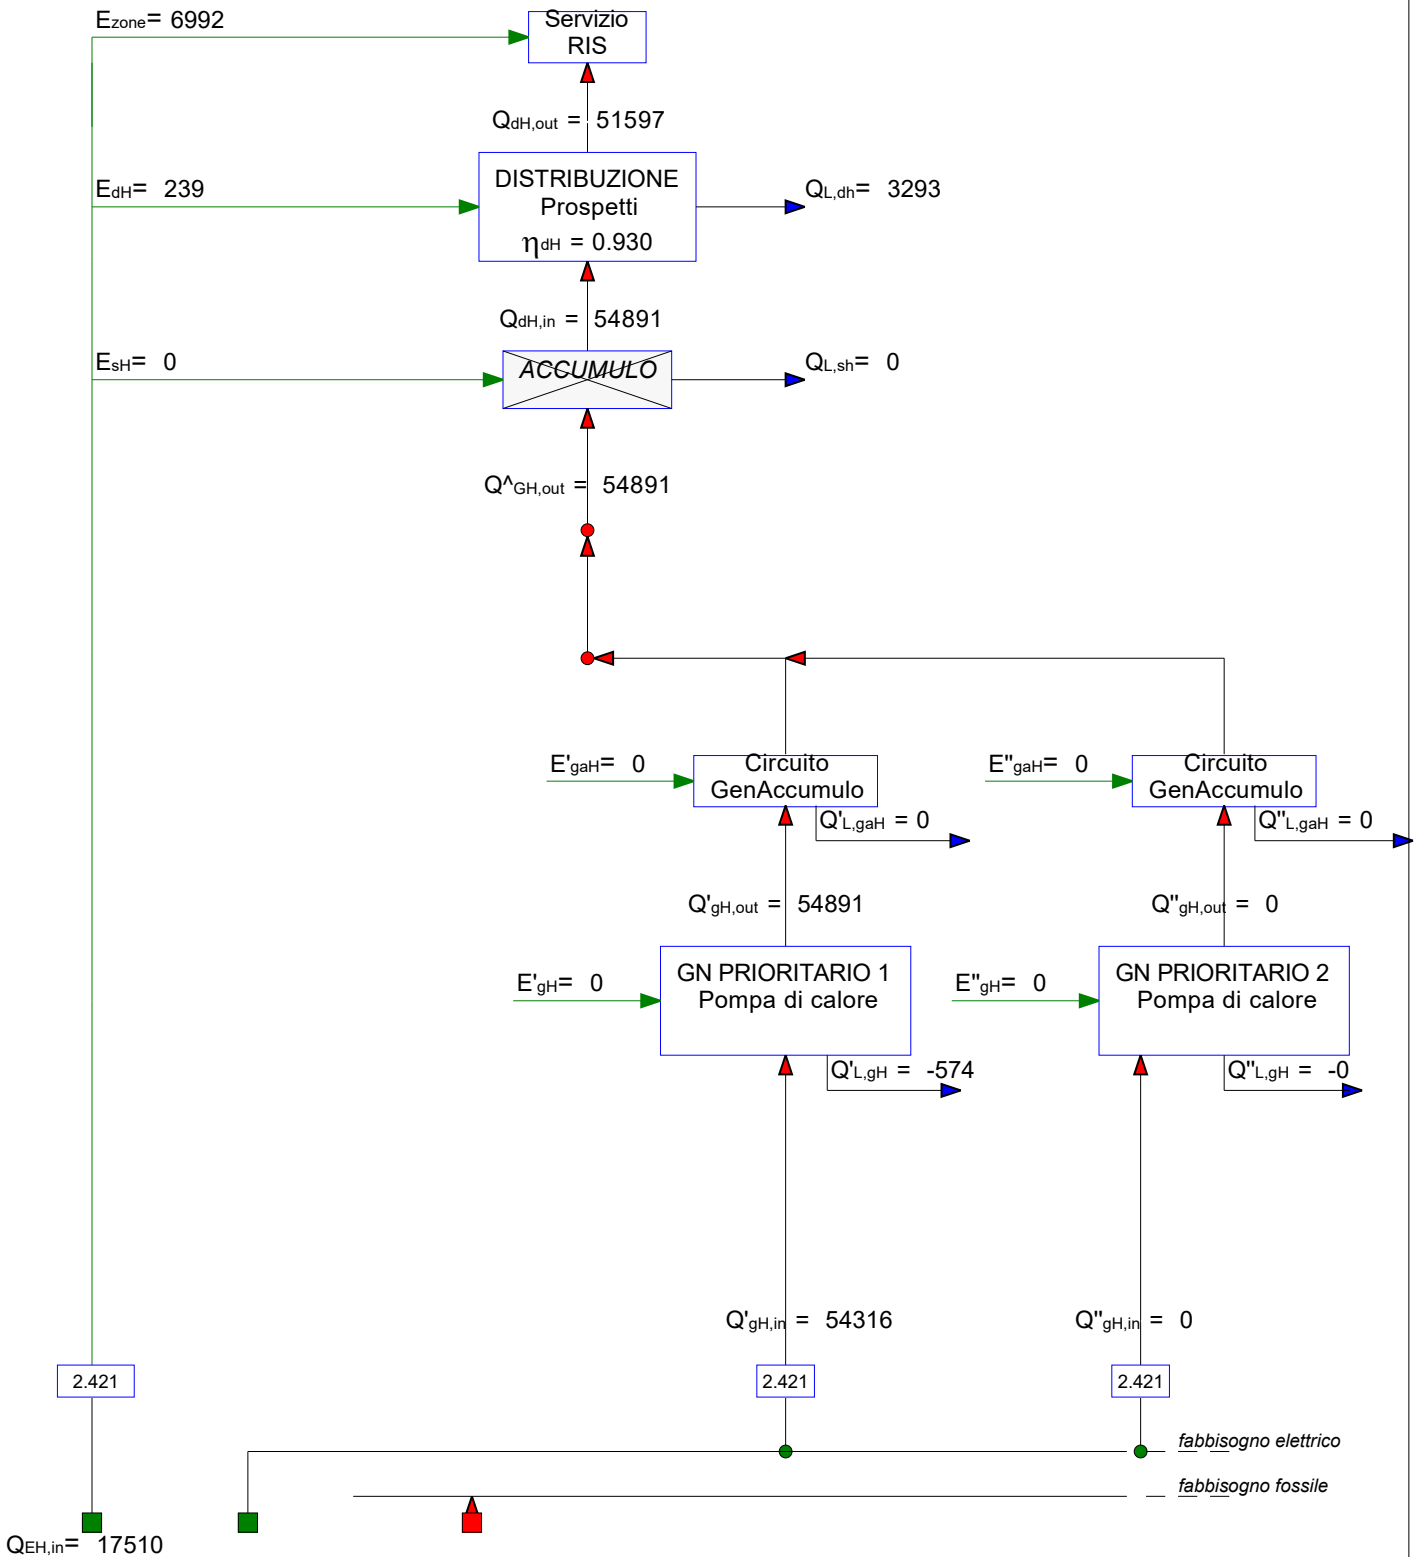 Ezone= 6992
Servizio
RIS
QdH,out = 51597
EdH= 239
DISTRIBUZIONE
Prospetti
ηdH = 0.930
QL,dh= 3293
QdH,in = 54891
EsH= 0
ACCUMULO
QL,sh= 0
Q^GH,out = 54891
E'gaH= 0
Circuito
GenAccumulo
E"gaH= 0
Circuito
GenAccumulo
Q'L,gaH = 0
Q"L,gaH = 0
Q'gH,out = 54891
Q"gH,out = 0
E'gH= 0
GN PRIORITARIO 1
Pompa di calore
E"gH= 0
GN PRIORITARIO 2
Pompa di calore
Q'L,gH = -574
Q"L,gH = -0
Q'gH,in = 54316
Q"gH,in = 0
2.421
2.421
2.421
fabbisogno elettrico
fabbisogno fossile
QEH,in= 17510